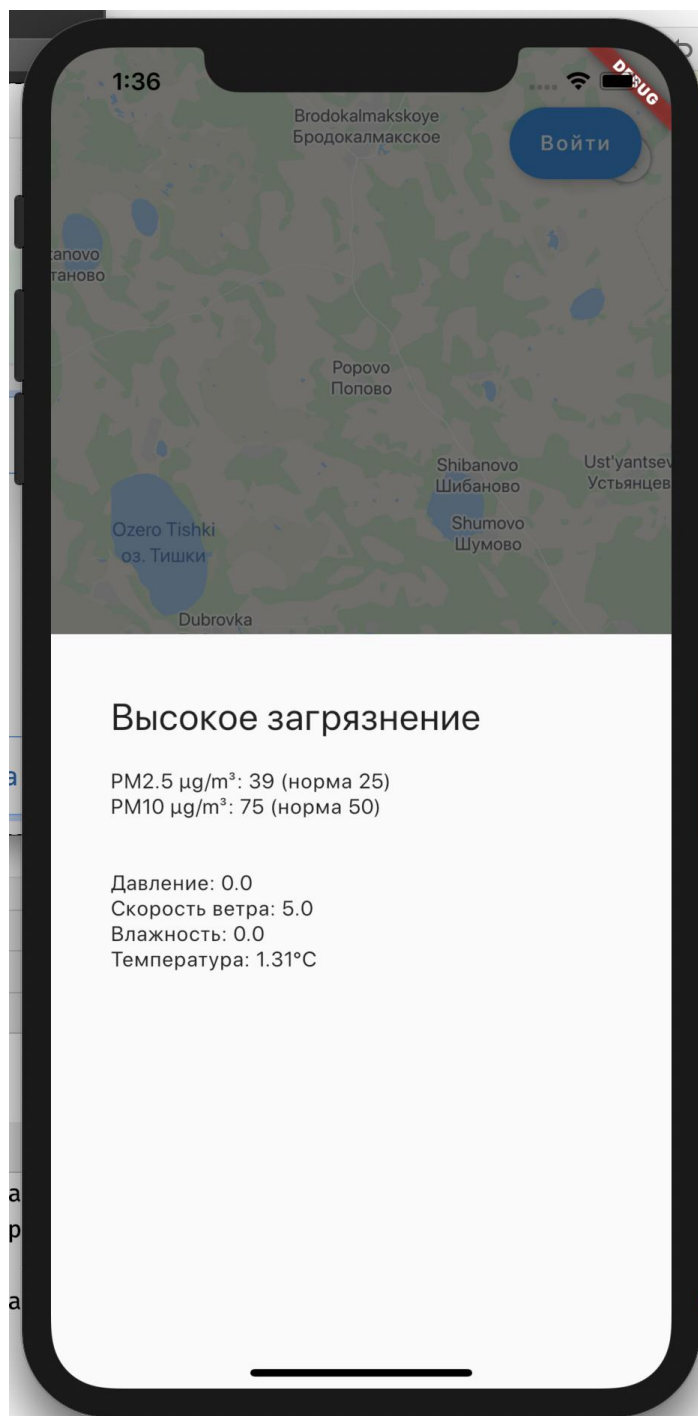 1:36
DEBUG
Brodokalmakskoye
Бродокалмакское
Войти
Popovo
Попово
Shibanovo
Шибаново
Ust'yantsev
Устьянцев
Ozero Tishki
оз. Тишки
Shumovo
Шумово
Dubrovka
Высокое загрязнение
PM2.5 µg/m³: 39 (норма 25)
PM10 µg/m³: 75 (норма 50)
Давление: 0.0
Скорость ветра: 5.0
Влажность: 0.0
Температура: 1.31°C